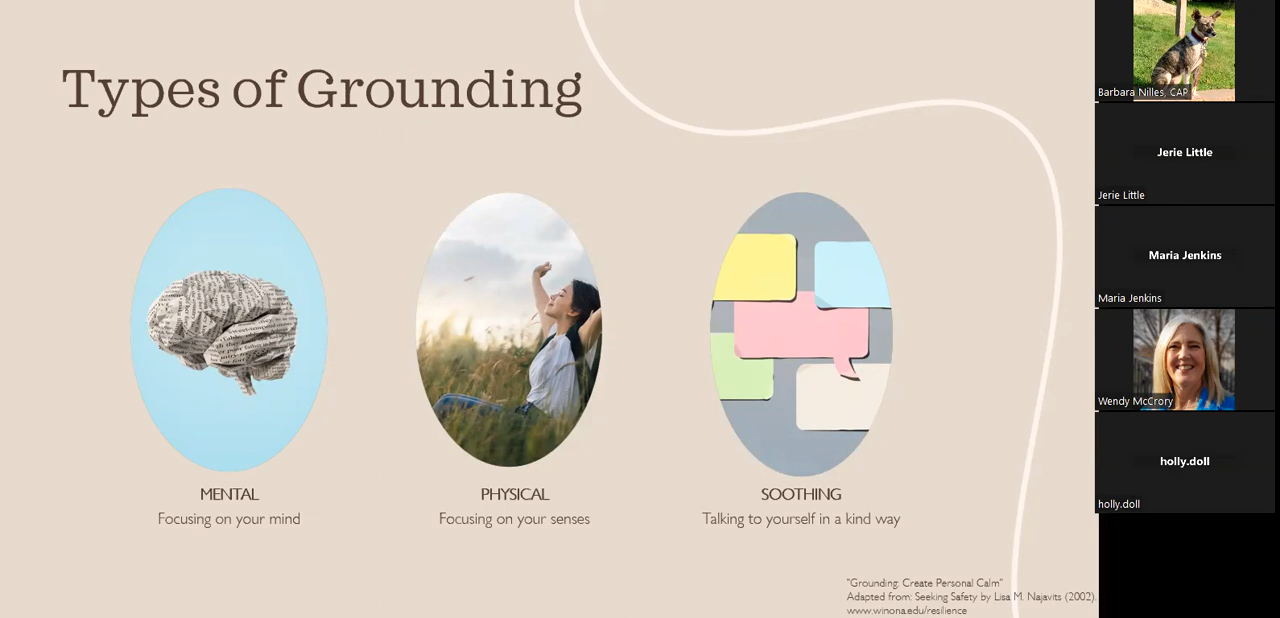 Types of Grounding
MENTAL
Focusing on your mind
PHYSICAL
Focusing on your senses
SOOTHING
Talking to yourself in a kind way
"Grounding: Create Personal Calm"
Adapted from: Seeking Safety by Lisa M. Najavits (2002).
www.winona.edu/resilience
Barbara Nilles, CAP
Jerie Little
Jerie Little
Maria Jenkins
Maria Jenkins
Wendy McCrory
holly.doll
holly.doll